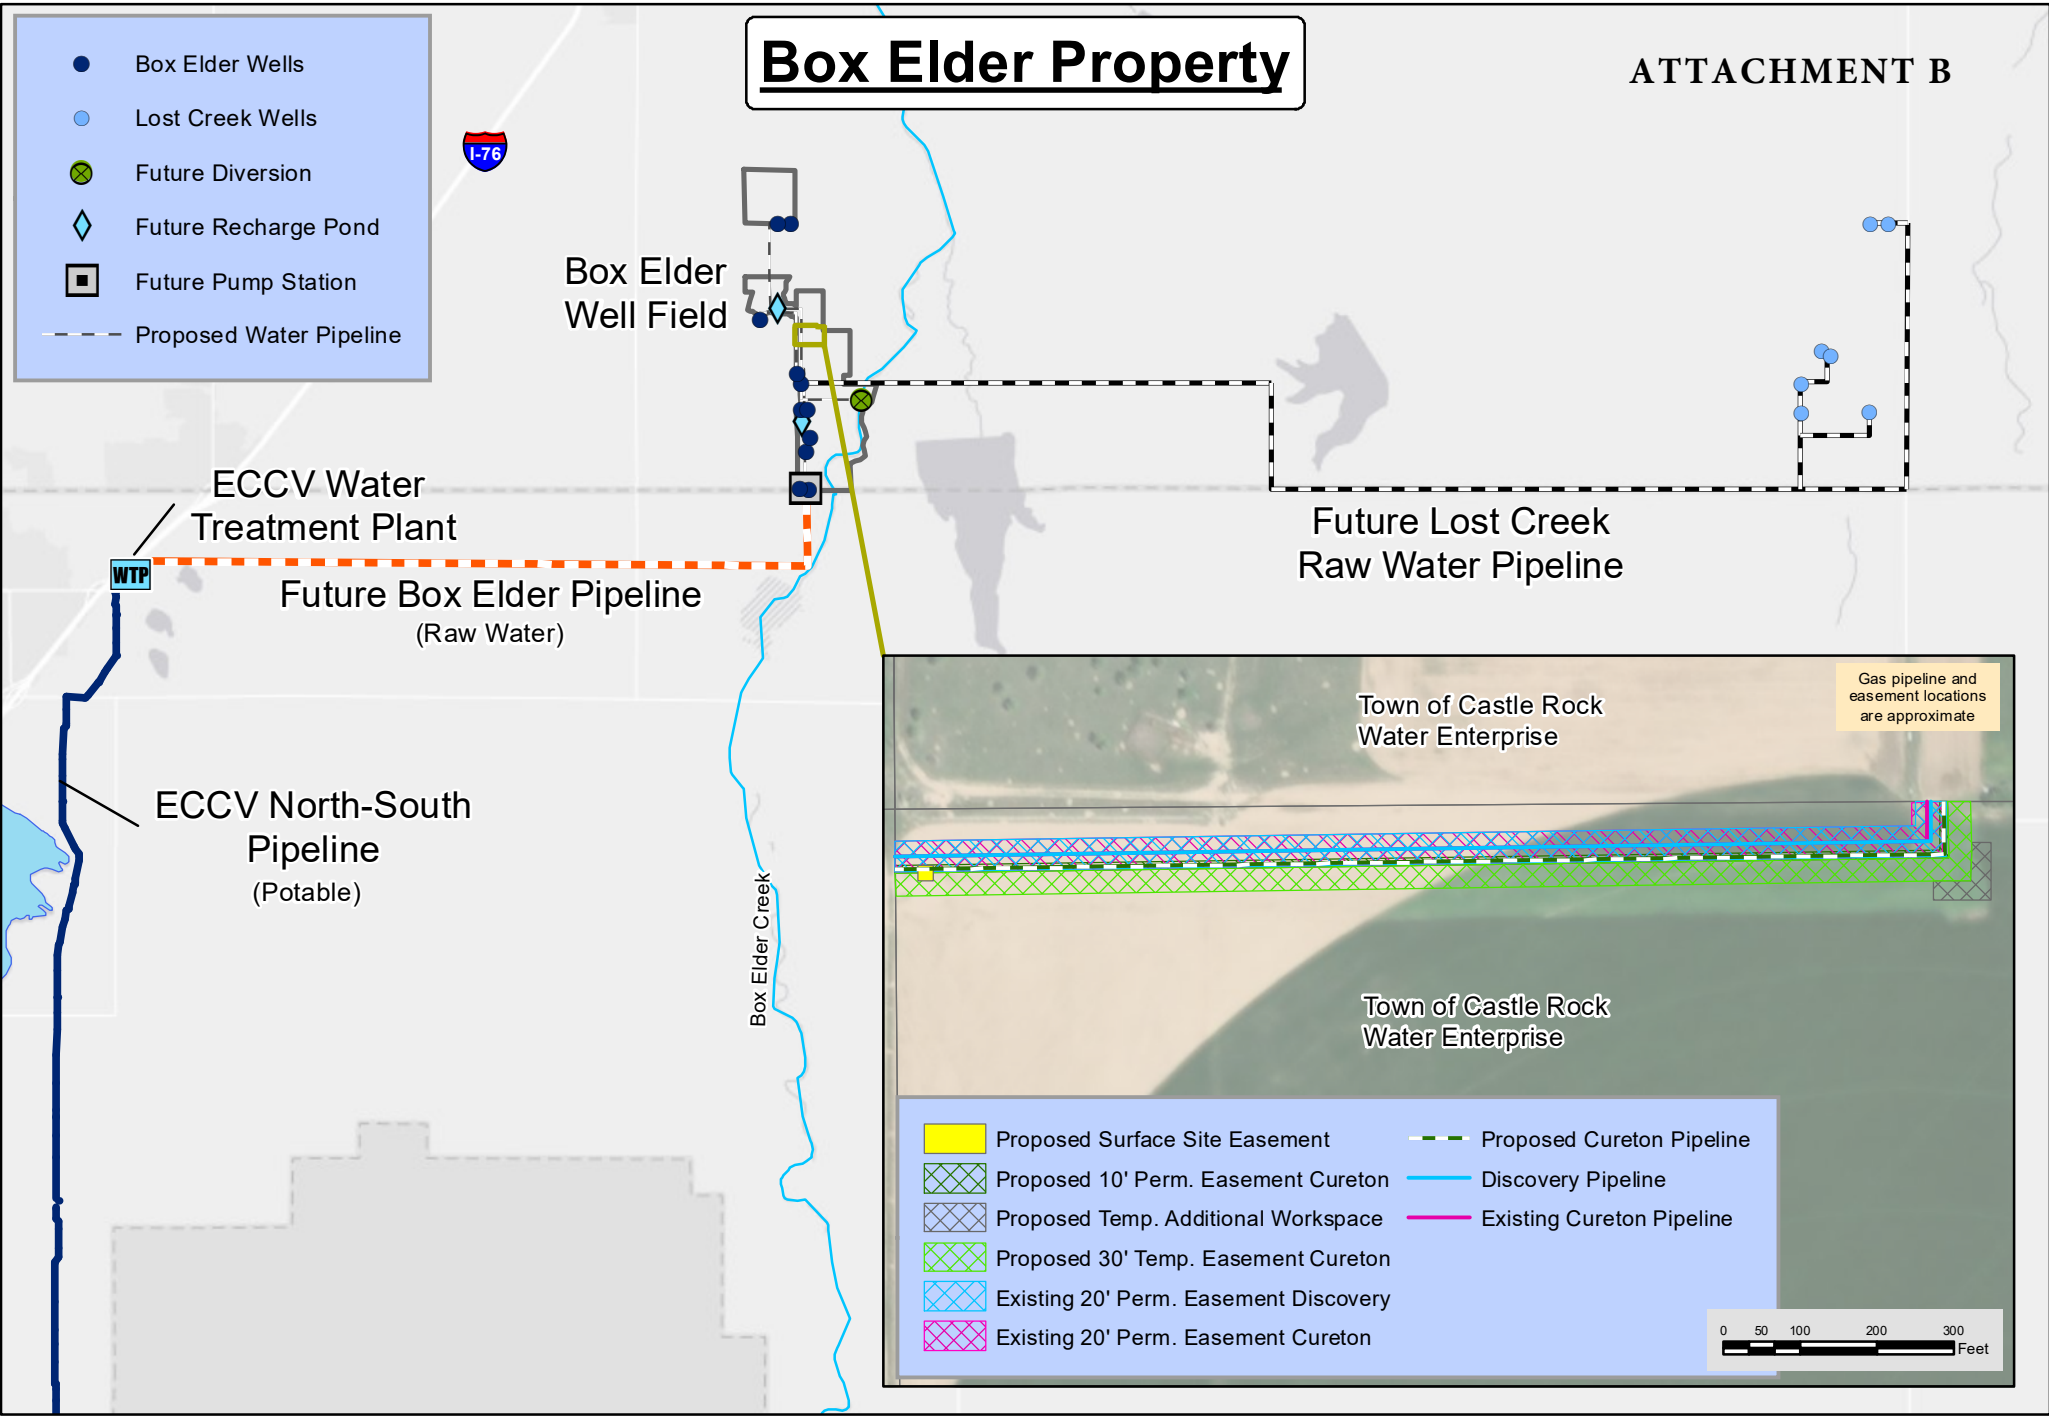 Box Elder Property
ATTACHMENT B
Box Elder Wells
Lost Creek Wells
Future Diversion
Future Recharge Pond
Future Pump Station
Proposed Water Pipeline
I-76
Box Elder
Well Field
ECCV Water
Treatment Plant
WTP
Future Box Elder Pipeline
(Raw Water)
Future Lost Creek
Raw Water Pipeline
ECCV North-South
Pipeline
(Potable)
Box Elder Creek
Town of Castle Rock
Water Enterprise
Gas pipeline and
easement locations
are approximate
Town of Castle Rock
Water Enterprise
Proposed Surface Site Easement
Proposed 10' Perm. Easement Cureton
Proposed Temp. Additional Workspace
Proposed 30' Temp. Easement Cureton
Existing 20' Perm. Easement Discovery
Existing 20' Perm. Easement Cureton
Proposed Cureton Pipeline
Discovery Pipeline
Existing Cureton Pipeline
0 50 100 200 300
Feet